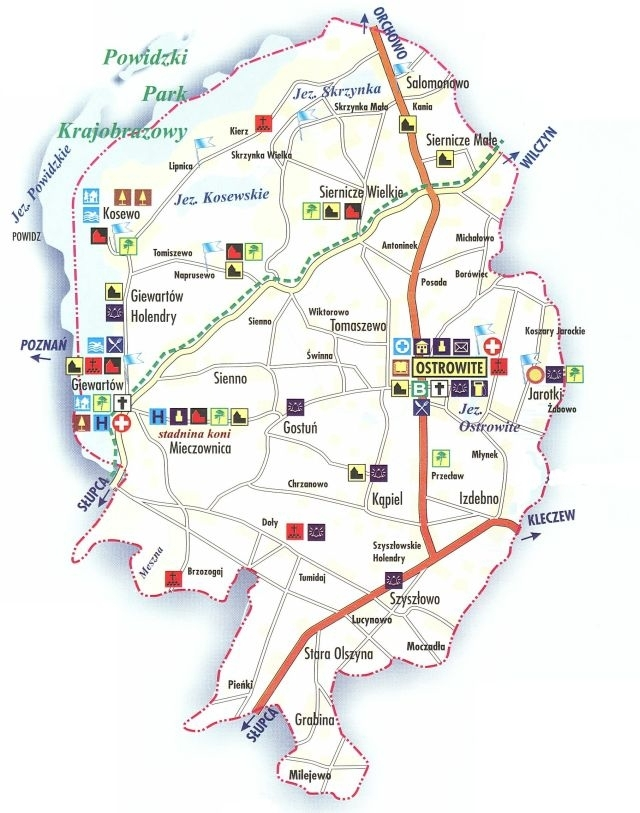 ORCHOWO
Powidzki
Park
Krajobrazowy
Salomonowo
Jez. Skrzynka
Skrzynka Mała
Kania
Kierz
Siernicze Małe
WILCZYN
Skrzynka Wielka
Lipnica
Jez. Powidzkie
Jez. Kosewskie
Siernicze Wielkie
Kosewo
POWIDZ
Michałowo
Antoninek
Tomiszewo
Naprusewo
Borówiec
Posada
Giewartów
Holendry
Wiktorowo
Sienno
Tomaszewo
Koszary Jarockie
POZNAŃ
Świnna
OSTROWITE
Giewartów
Sienno
B
Jarotki
Żabowo
H
H
Jez.
Ostrowite
stadnina koni
Gostuń
Mieczownica
Młynek
Przecław
SŁUPCA
Chrzanowo
Kąpiel
Izdebno
KLECZEW
Doły
Szyszłowskie
Holendry
Meszna
Brzozogaj
Tumidaj
Szyszłowo
Lucynowo
Moczadła
Stara Olszyna
Pieńki
SŁUPCA
Grabina
Milejewo